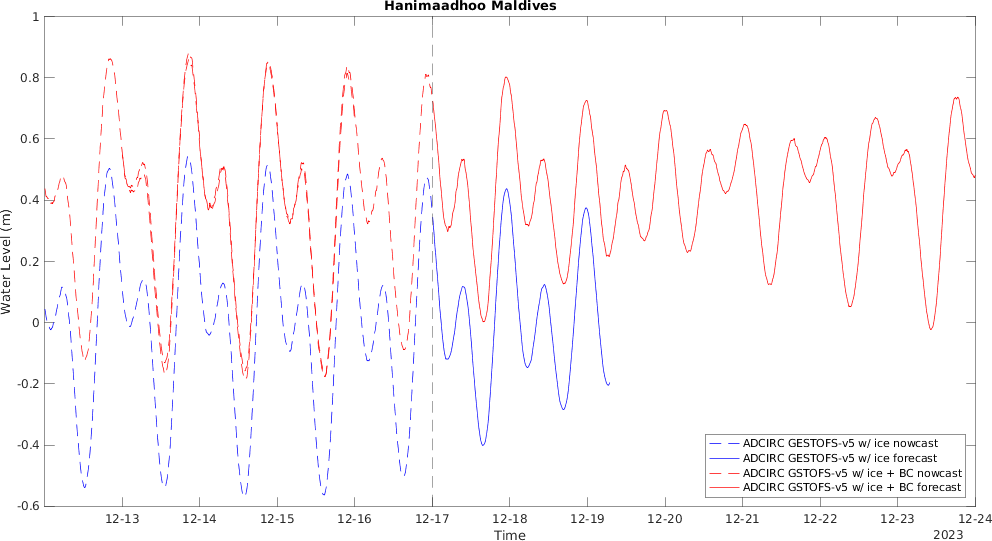 Hanimaadhoo Maldives
1
0.8
0.6
0.4
0.2
0
-0.2
-0.4
-0.6
Water Level (m)
12-13 12-14 12-15 12-16 12-17 12-18 12-19 12-20 12-21 12-22 12-23 12-24
Time
2023
ADCIRC GESTOFS-v5 w/ ice nowcast
ADCIRC GESTOFS-v5 w/ ice forecast
ADCIRC GSTOFS-v5 w/ ice + BC nowcast
ADCIRC GSTOFS-v5 w/ ice + BC forecast